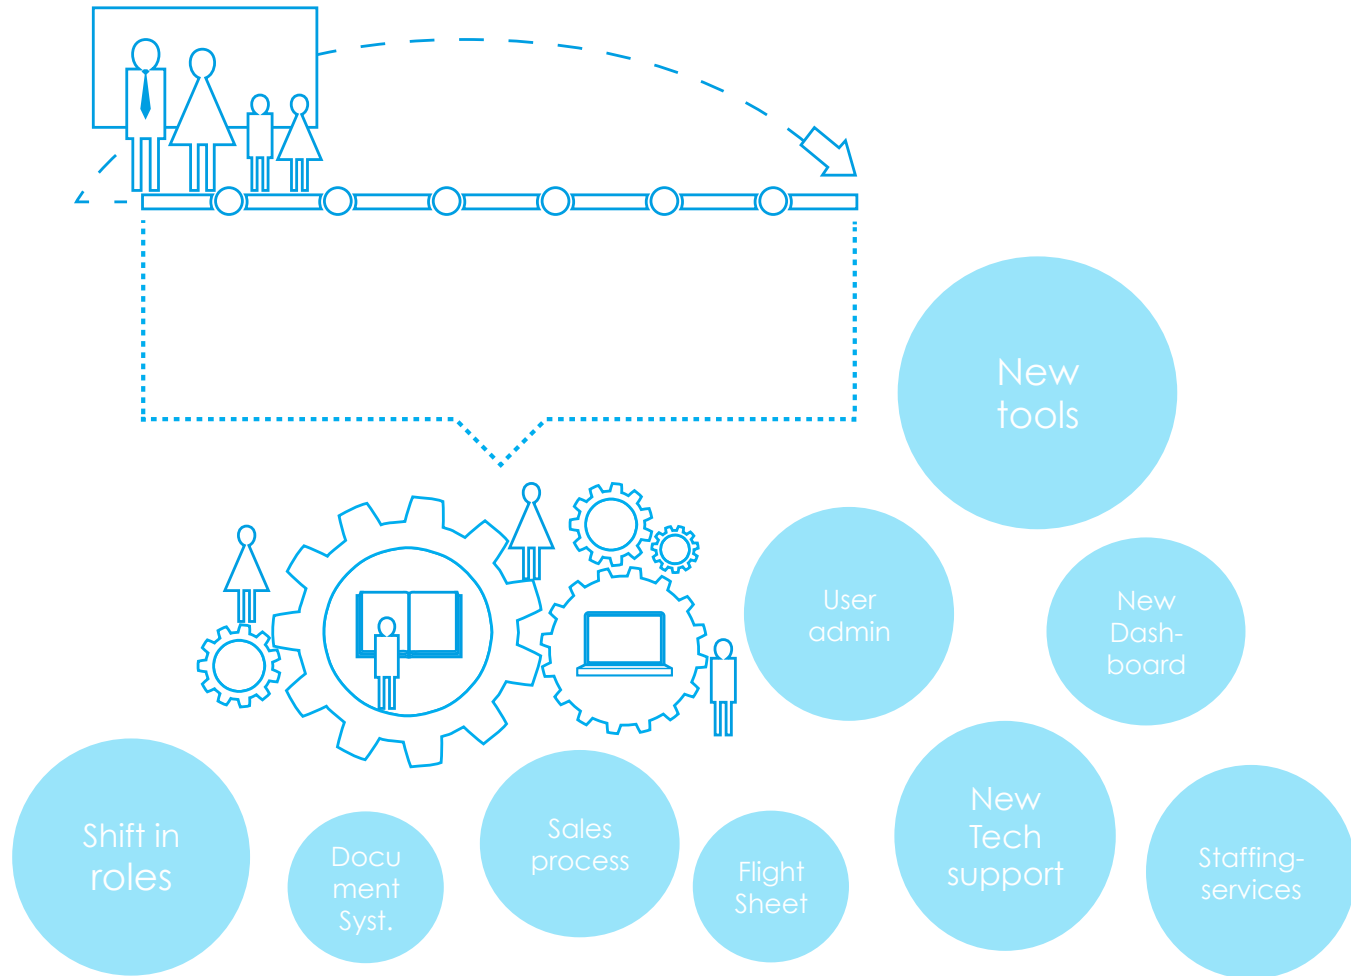 New
tools
User
admin
New
Dash-
board
Shift in
roles
Docu
ment
Syst.
Sales
process
Flight
Sheet
New
Tech
support
Staffing-
services